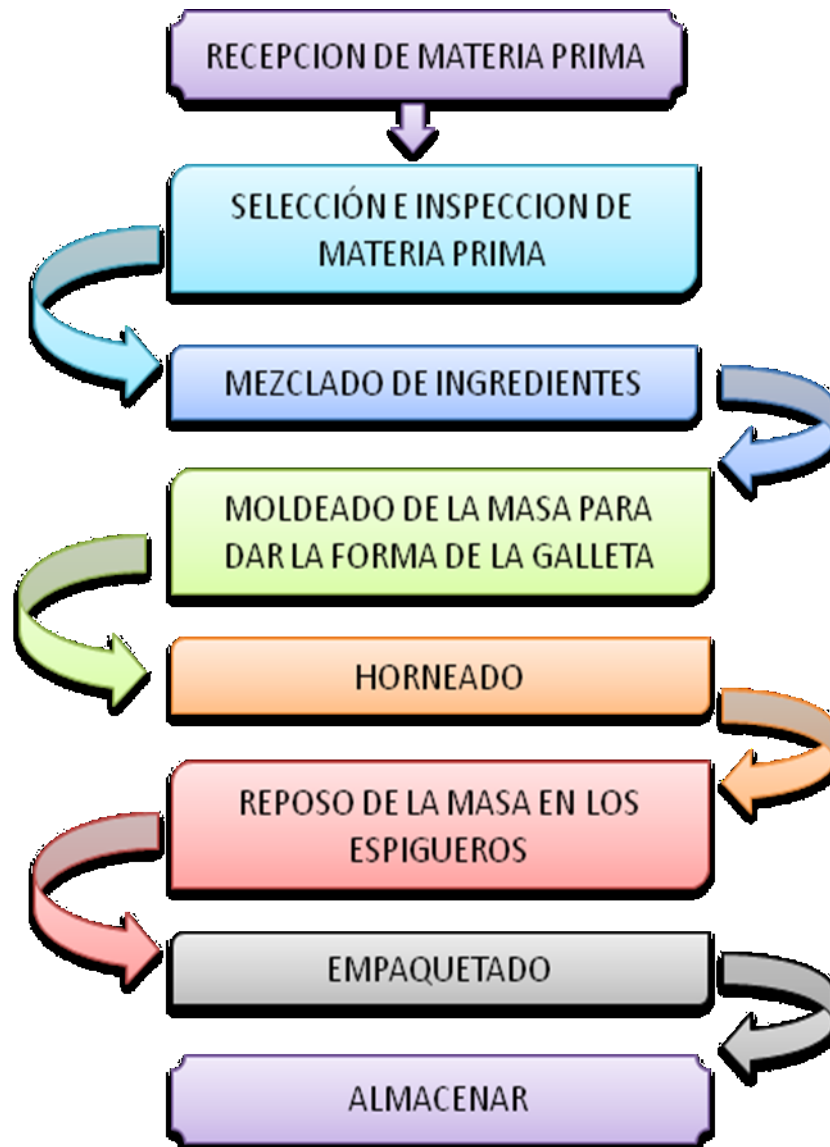 RECEPCION DE MATERIA PRIMA
SELECCIÓN E INSPECCION DE
MATERIA PRIMA
MEZCLADO DE INGREDIENTES
MOLDEADO DE LA MASA PARA
DAR LA FORMA DE LA GALLETA
HORNEADO
REPOSO DE LA MASA EN LOS
ESPIGUEROS
EMPAQUETADO
ALMACENAR